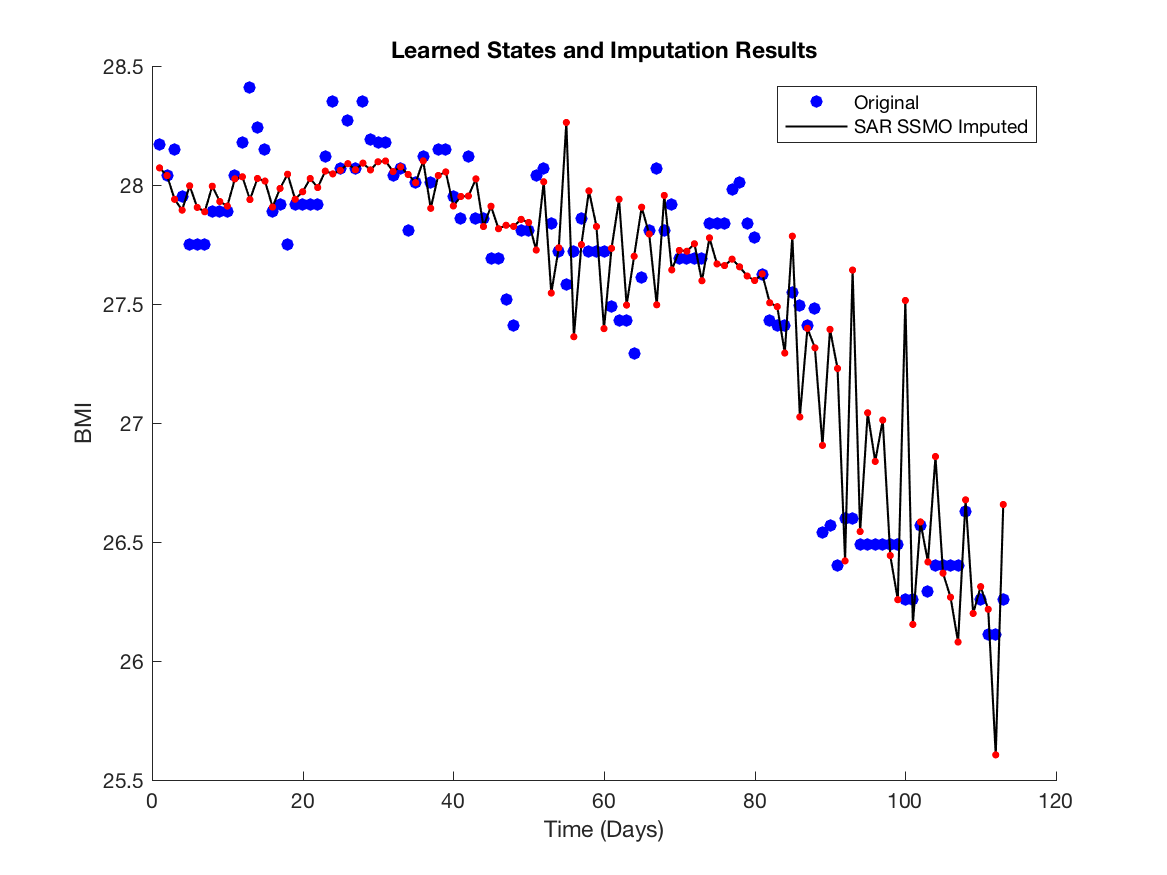 Learned States and Imputation Results
28.5
Original
SAR SSMO Imputed
28
27.5
27
BMI
26.5
26
25.5
0 20 40 60 80 100 120
Time (Days)